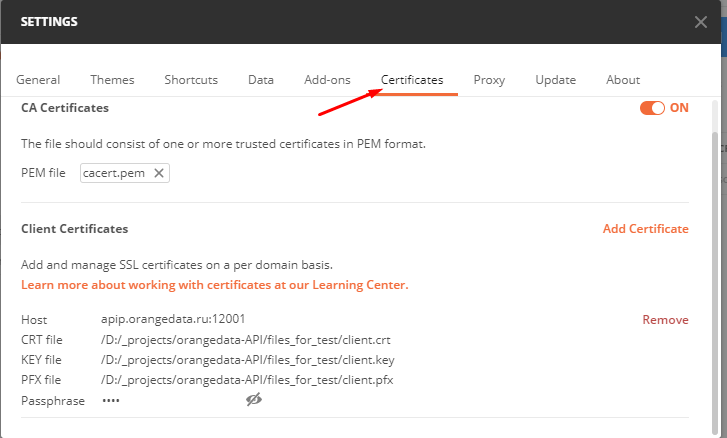 SETTINGS
General Themes Shortcuts Data Add-ons Certificates Proxy Update About
CA Certificates ON
The file should consist of one or more trusted certificates in PEM format.
PEM file cacert.pem
Client Certificates Add Certificate
Add and manage SSL certificates on a per domain basis.
Learn more about working with certificates at our Learning Center.
Host apip.orangedata.ru:12001 Remove
CRT file /D:/_projects/orangedata-API/files_for_test/client.crt
KEY file /D:/_projects/orangedata-API/files_for_test/client.key
PFX file /D:/_projects/orangedata-API/files_for_test/client.pfx
Passphrase ••••